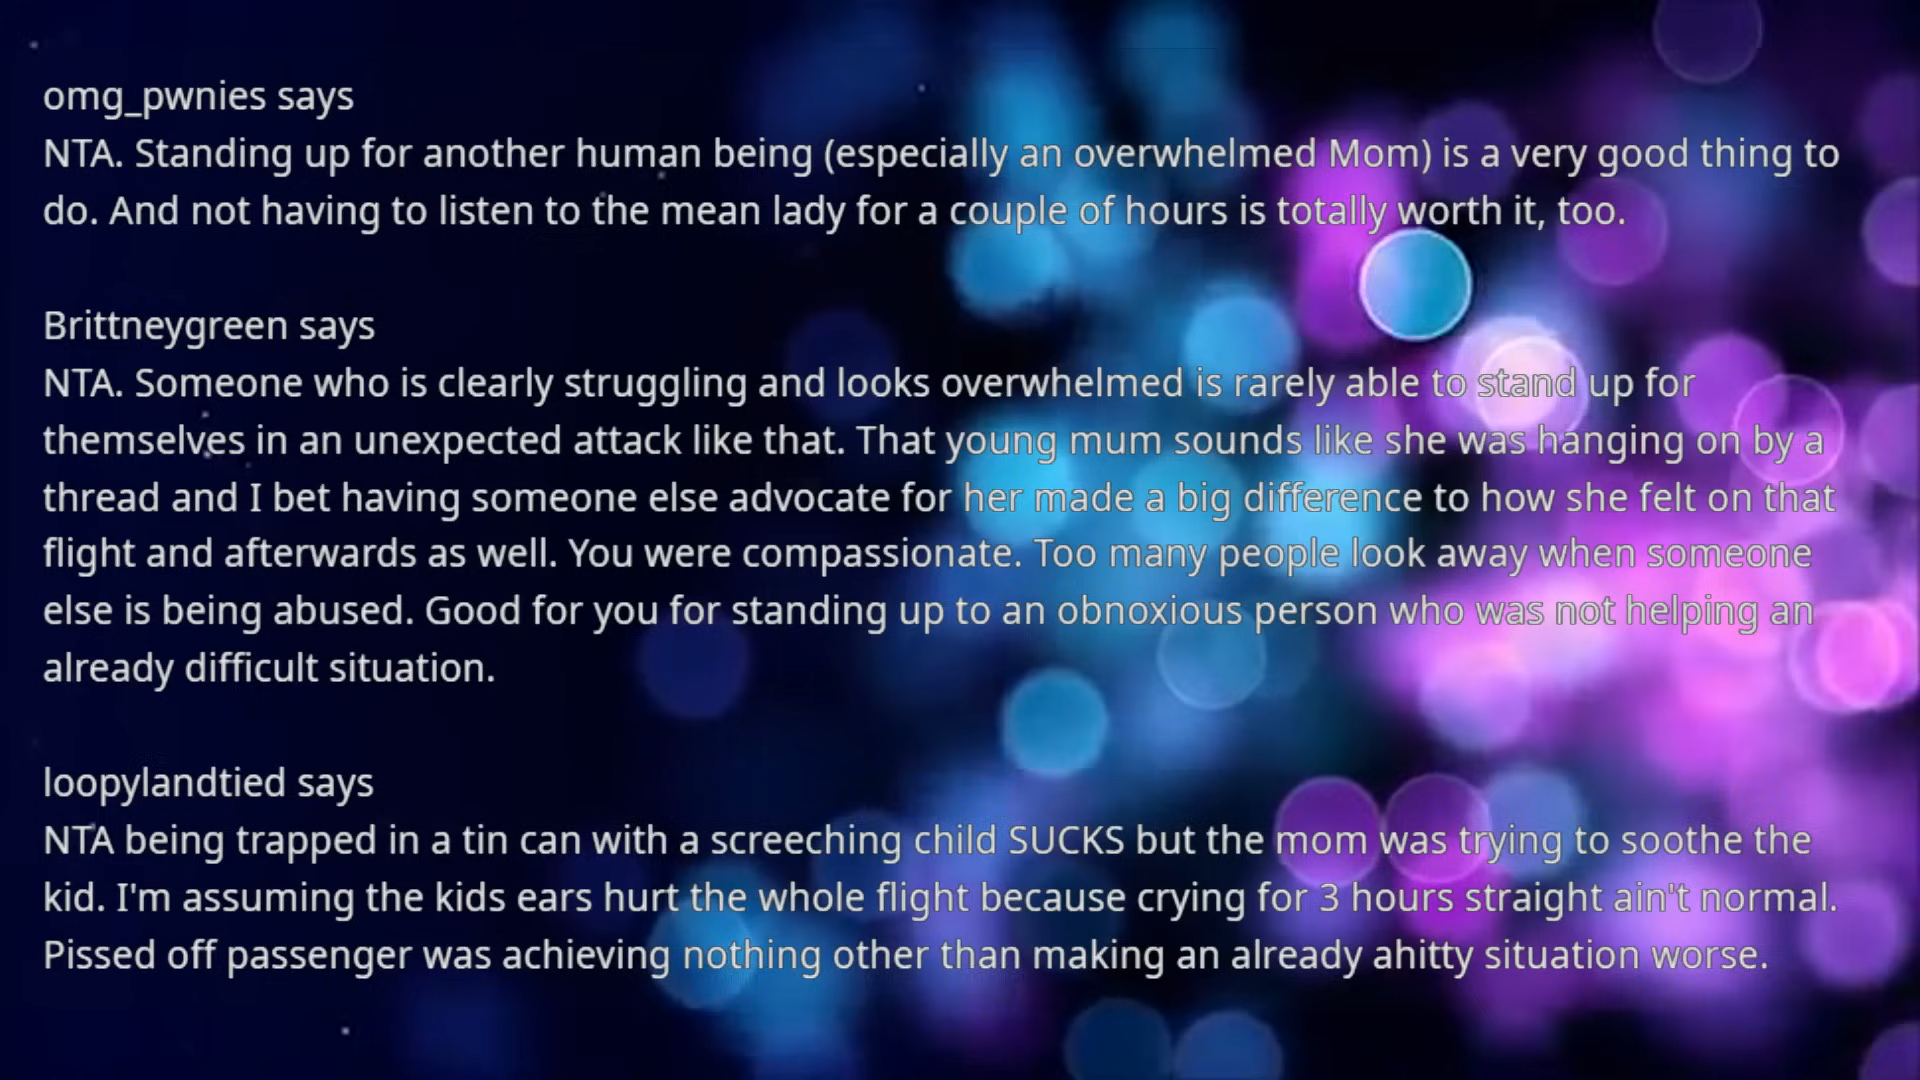 omg_pwnies says
NTA. Standing up for another human being (especially an overwhelmed Mom) is a very good thing to
do. And not having to listen to the mean lady for a couple of hours is totally worth it, too.
Brittneygreen says
NTA. Someone who is clearly struggling and looks overwhelmed is rarely able to stand up for
themselves in an unexpected attack like that. That young mum sounds like she was hanging on by a
thread and I bet having someone else advocate for her made a big difference to how she felt on that
flight and afterwards as well. You were compassionate. Too many people look away when someone
else is being abused. Good for you for standing up to an obnoxious person who was not helping an
already difficult situation.
loopylandtied says
NTA being trapped in a tin can with a screeching child SUCKS but the mom was trying to soothe the
kid. I'm assuming the kids ears hurt the whole flight because crying for 3 hours straight ain't normal.
Pissed off passenger was achieving nothing other than making an already ahitty situation worse.